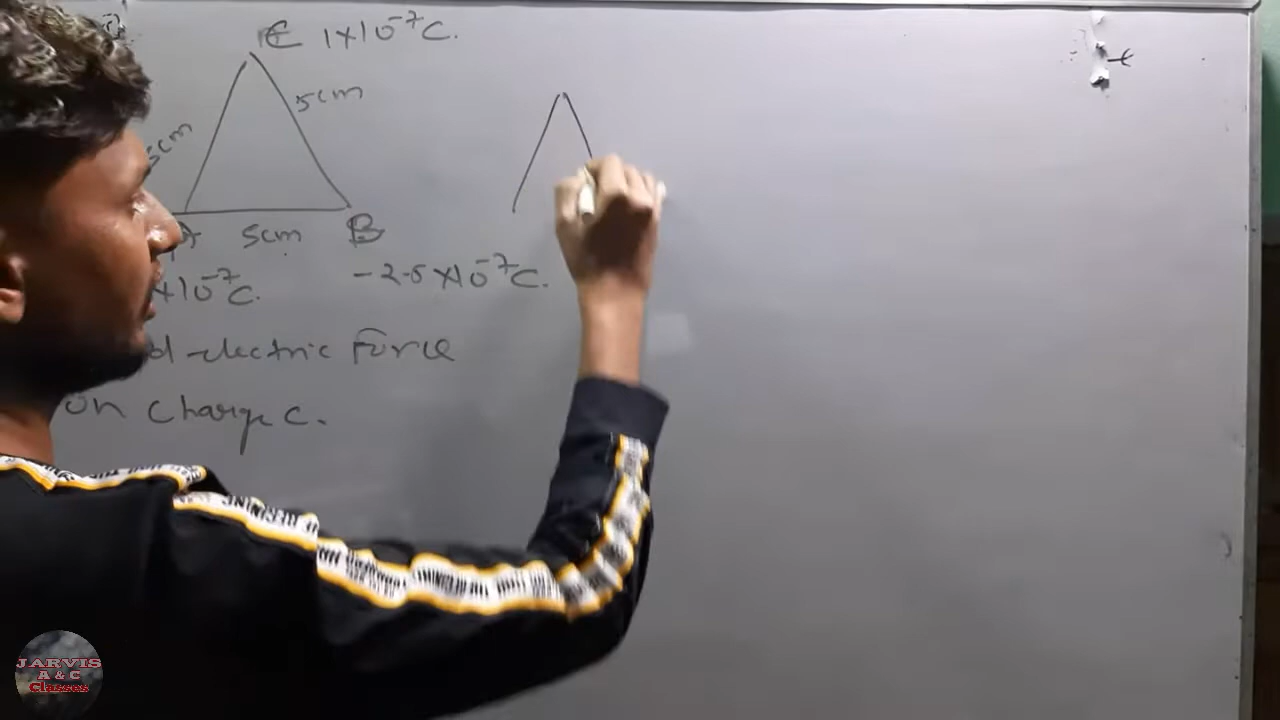 C 1×10⁻⁷C.
5cm
5cm
A 5cm B
×10⁻⁷C. -2.5×10⁻⁷C.
d electric Force
on charge C.
JARVIS
A & C
Classes